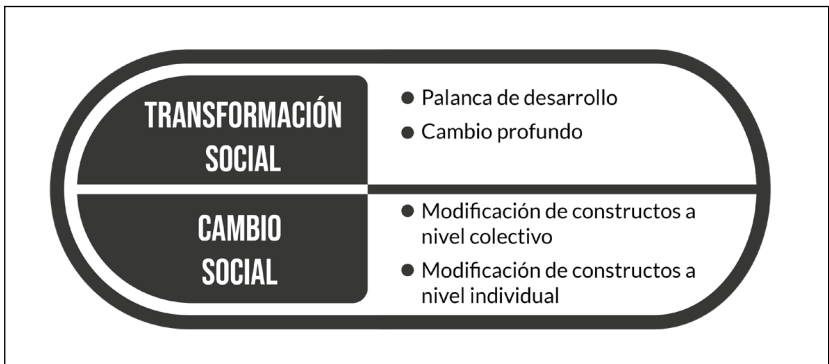 TRANSFORMACIÓN
SOCIAL
● Palanca de desarrollo
● Cambio profundo
CAMBIO
SOCIAL
● Modificación de constructos a
nivel colectivo
● Modificación de constructos a
nivel individual